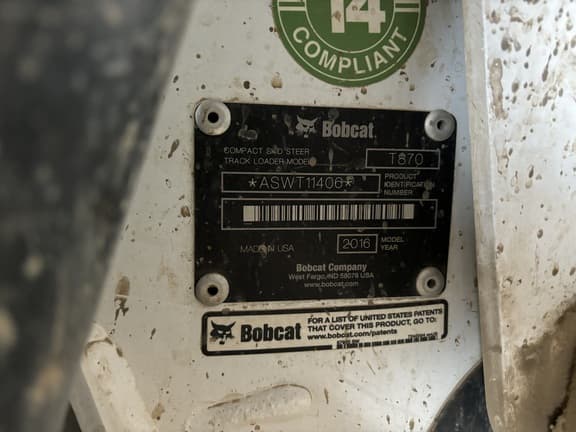 14
COMPLIANT
Bobcat
COMPACT SKID STEER
TRACK LOADER MODEL
T870
*ASWT11406*
PRODUCT
IDENTIFICATION
NUMBER
MADE IN USA
2016
MODEL
YEAR
Bobcat Company
West Fargo, ND 58078 USA
www.bobcat.com
Bobcat
FOR A LIST OF UNITED STATES PATENTS
THAT COVER THIS PRODUCT, GO TO:
www.bobcat.com/patents